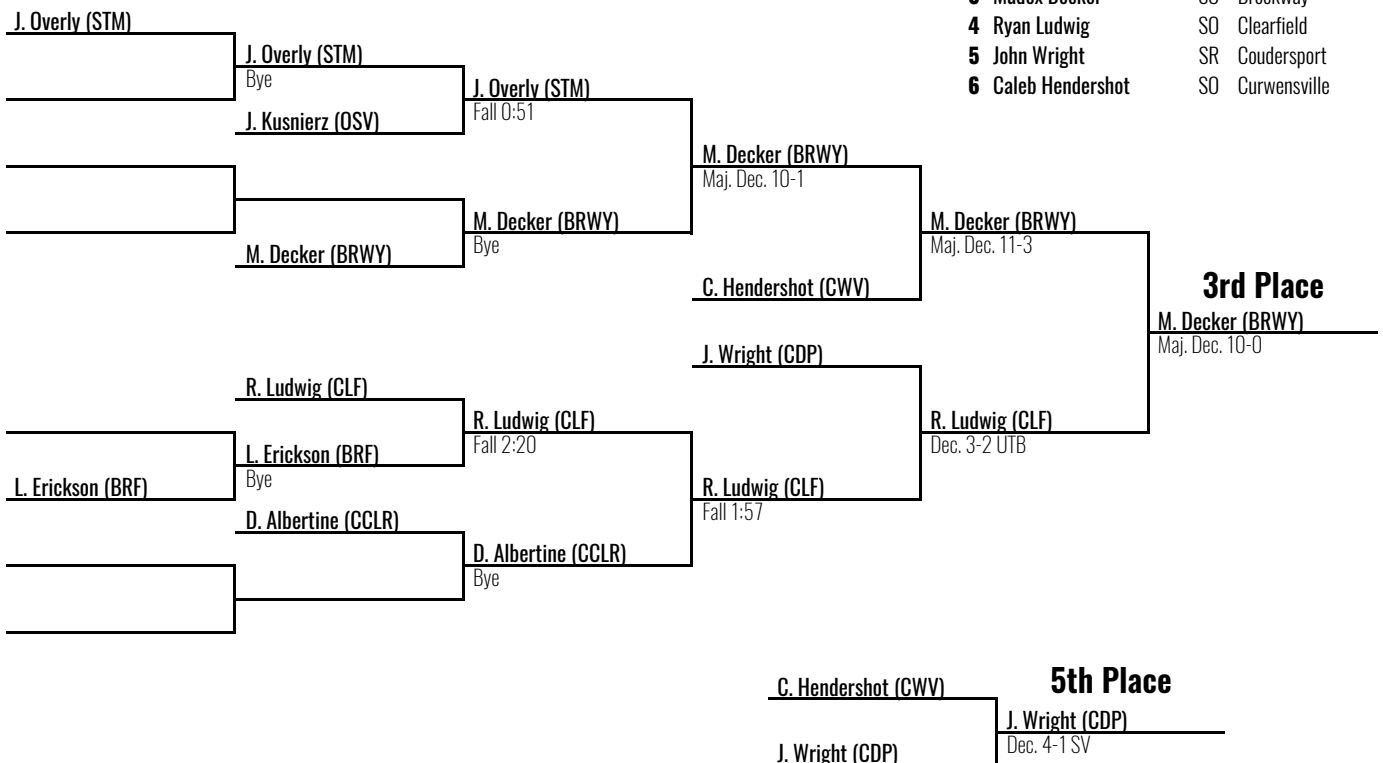 3 Madox Decker SO Brockway
4 Ryan Ludwig SO Clearfield
5 John Wright SR Coudersport
6 Caleb Hendershot SO Curwensville
J. Overly (STM)
J. Overly (STM)
Bye
J. Kusnierz (OSV)
J. Overly (STM)
Fall 0:51
M. Decker (BRWY)
M. Decker (BRWY)
Bye
M. Decker (BRWY)
Maj. Dec. 10-1
C. Hendershot (CWV)
M. Decker (BRWY)
Maj. Dec. 11-3
3rd Place
M. Decker (BRWY)
Maj. Dec. 10-0
J. Wright (CDP)
R. Ludwig (CLF)
L. Erickson (BRF)
L. Erickson (BRF)
Bye
R. Ludwig (CLF)
Fall 2:20
D. Albertine (CCLR)
D. Albertine (CCLR)
Bye
R. Ludwig (CLF)
Fall 1:57
R. Ludwig (CLF)
Dec. 3-2 UTB
5th Place
C. Hendershot (CWV)
J. Wright (CDP)
J. Wright (CDP)
Dec. 4-1 SV